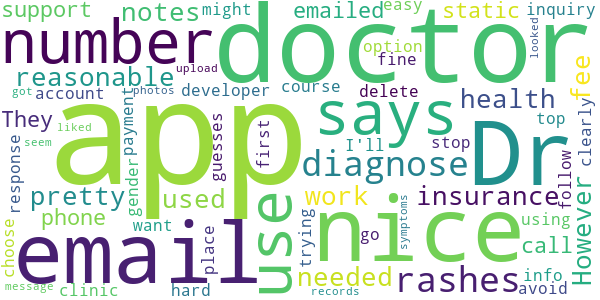 support notes emailed might easy static inquiry
number doctor option fine looked
reasonable upload They account got photos developer course delete health fee
says top clearly
app Dr
response liked seem payment gender guesses first I'll stop diagnose
pretty used work insurance follow However
choose phone want place use trying nice go symptoms using call
email needed rashes info avoid
message clinic hard records